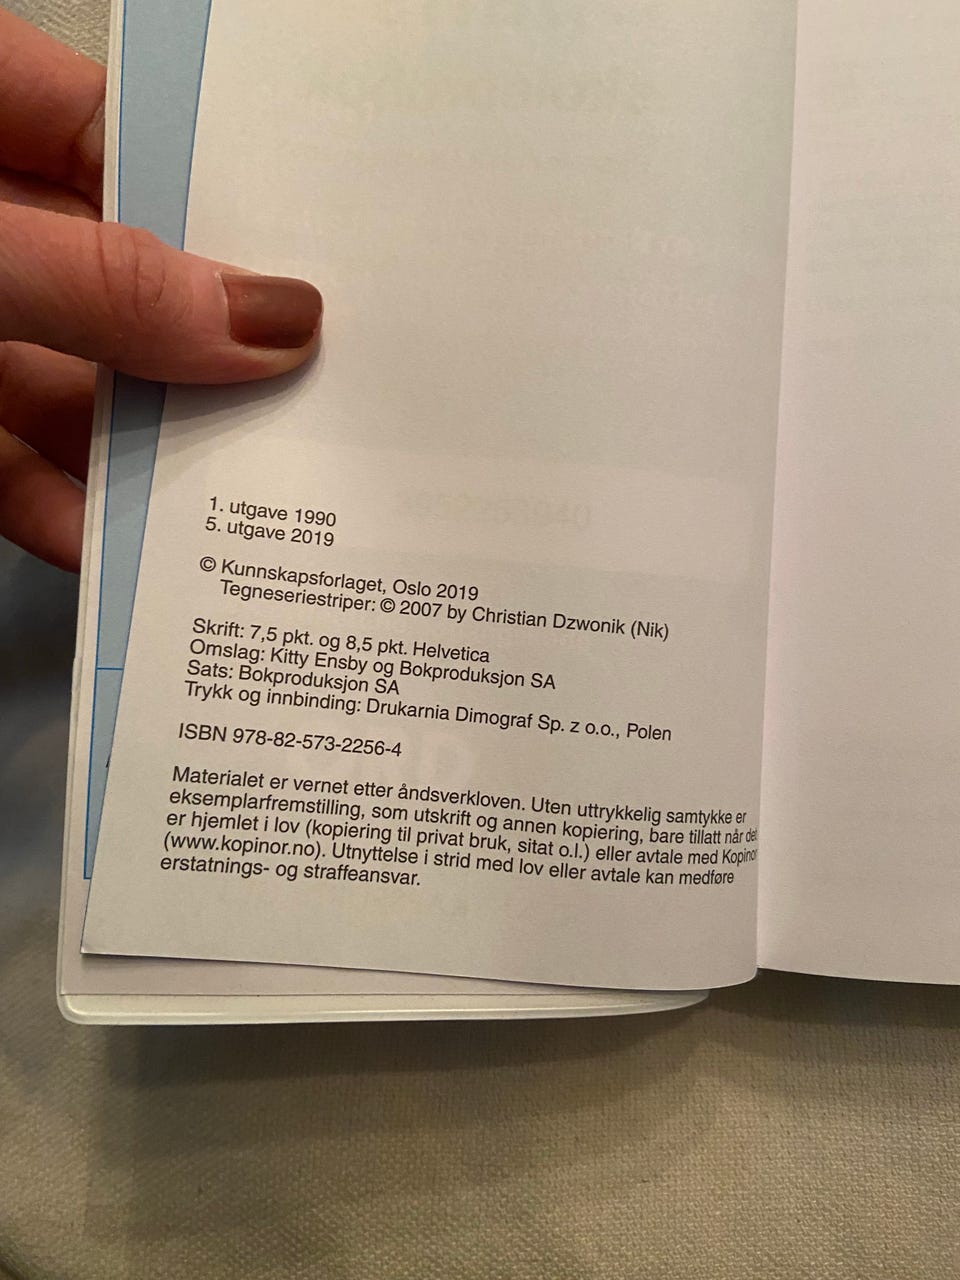 1. utgave 1990
5. utgave 2019
© Kunnskapsforlaget, Oslo 2019
Tegneseriestriper: © 2007 by Christian Dzwonik (Nik)
Skrift: 7,5 pkt. og 8,5 pkt. Helvetica
Omslag: Kitty Ensby og Bokproduksjon SA
Sats: Bokproduksjon SA
Trykk og innbinding: Drukarnia Dimograf Sp. z o.o., Polen
ISBN 978-82-573-2256-4
Materialet er vernet etter åndsverkloven. Uten uttrykkelig samtykke er
eksemplarfremstilling, som utskrift og annen kopiering, bare tillatt når det
er hjemlet i lov (kopiering til privat bruk, sitat o.l.) eller avtale med Kopinor
(www.kopinor.no). Utnyttelse i strid med lov eller avtale kan medføre
erstatnings- og straffeansvar.